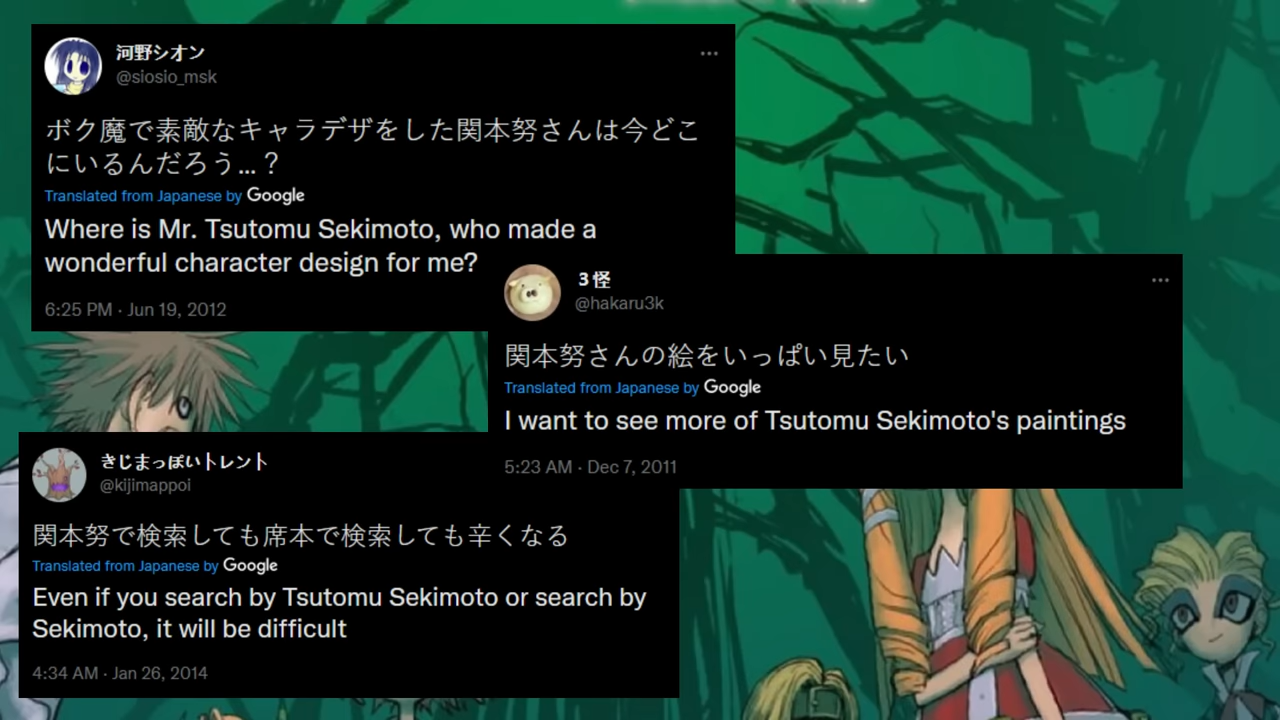 河野シオン
@siosio_msk
ボク魔で素敵なキャラデザをした関本努さんは今どこ
にいるんだろう...？
Translated from Japanese by Google
Where is Mr. Tsutomu Sekimoto, who made a
wonderful character design for me?
6:25 PM · Jun 19, 2012
３怪
@hakaru3k
関本努さんの絵をいっぱい見たい
Translated from Japanese by Google
I want to see more of Tsutomu Sekimoto's paintings
5:23 AM · Dec 7, 2011
きじまっぽいトレント
@kijimappoi
関本努で検索しても席本で検索しても辛くなる
Translated from Japanese by Google
Even if you search by Tsutomu Sekimoto or search by
Sekimoto, it will be difficult
4:34 AM · Jan 26, 2014